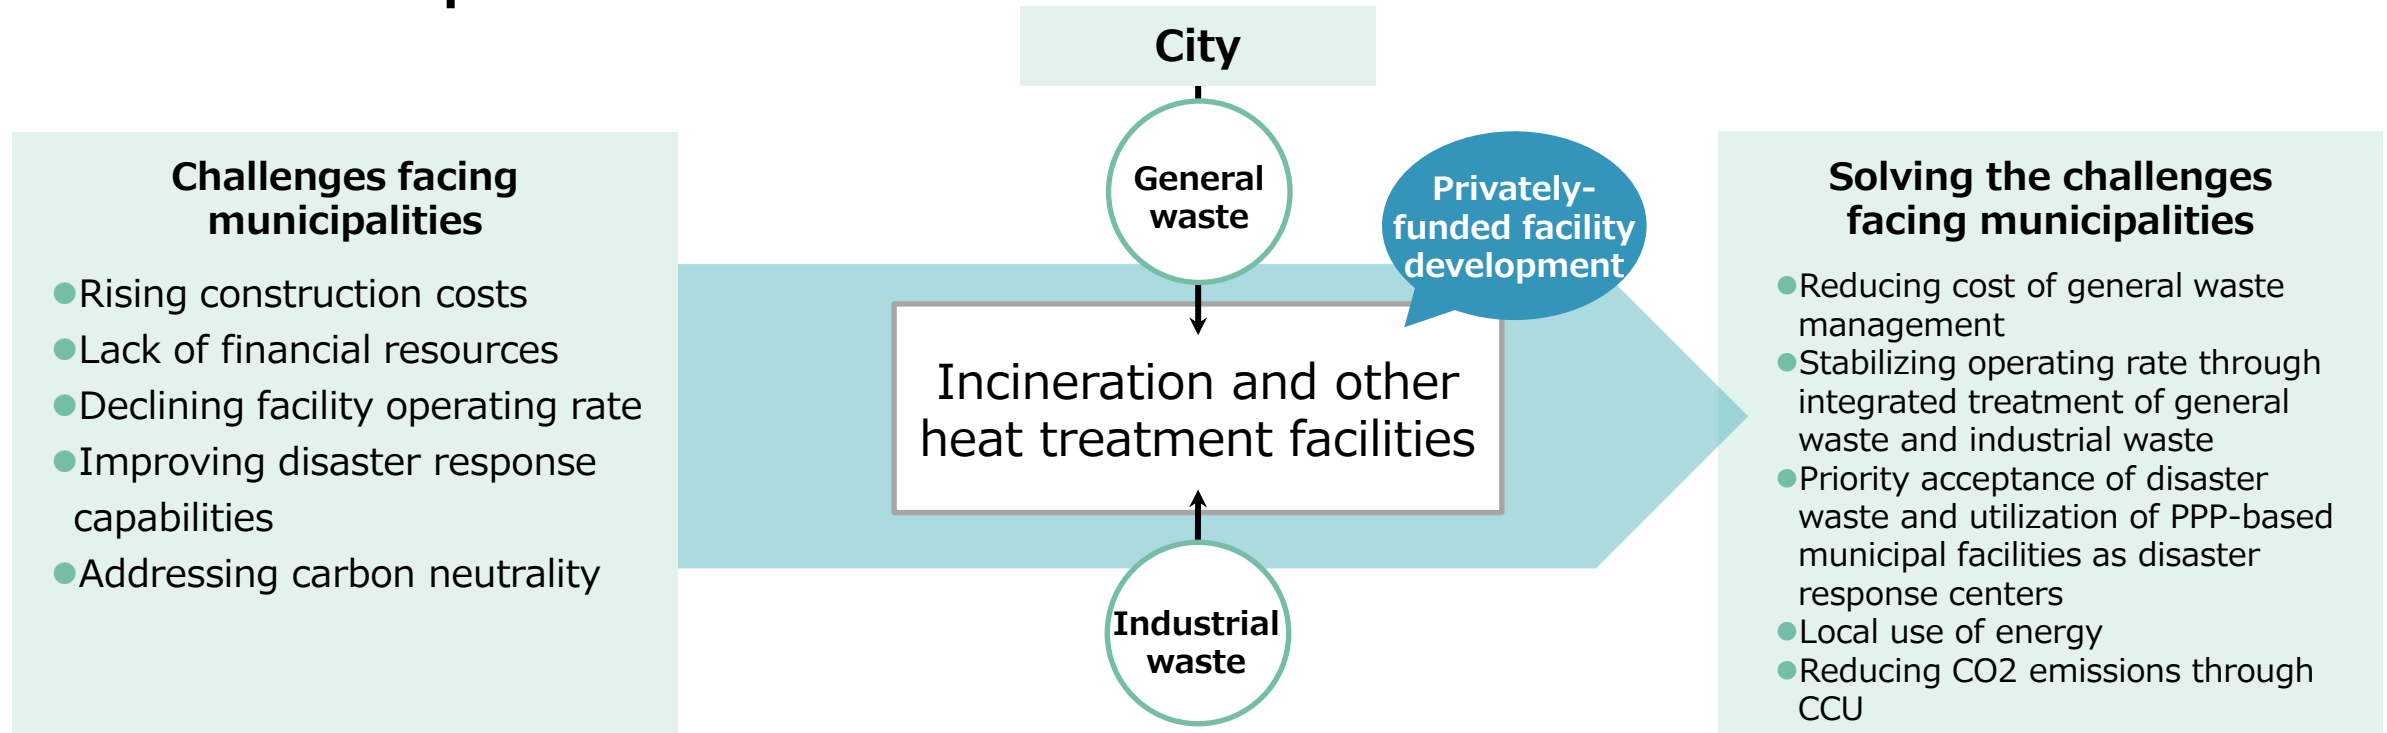 City
Challenges facing
municipalities
●Rising construction costs
●Lack of financial resources
●Declining facility operating rate
●Improving disaster response
capabilities
●Addressing carbon neutrality
General
waste
Privately-
funded facility
development
Incineration and other
heat treatment facilities
Industrial
waste
Solving the challenges
facing municipalities
●Reducing cost of general waste
management
●Stabilizing operating rate through
integrated treatment of general
waste and industrial waste
●Priority acceptance of disaster
waste and utilization of PPP-based
municipal facilities as disaster
response centers
●Local use of energy
●Reducing CO2 emissions through
CCU